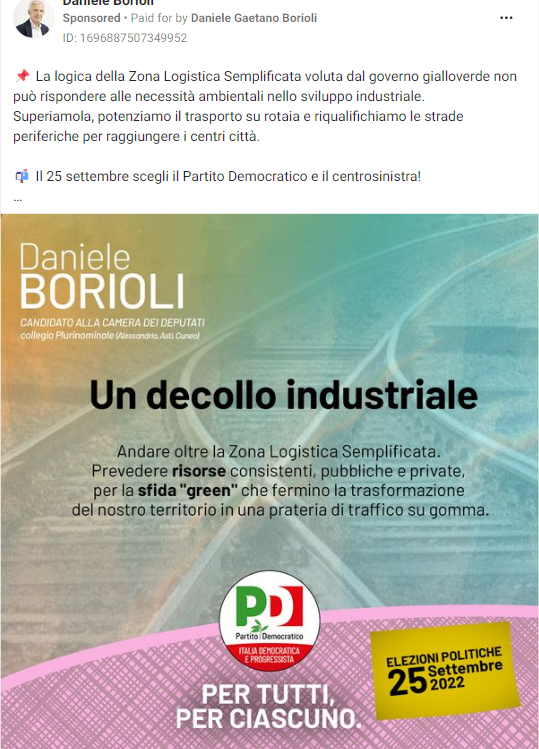 Daniele Borioli
Sponsored • Paid for by Daniele Gaetano Borioli
ID: 1696887507349952
📌 La logica della Zona Logistica Semplificata voluta dal governo gialloverde non
può rispondere alle necessità ambientali nello sviluppo industriale.
Superiamola, potenziamo il trasporto su rotaia e riqualifichiamo le strade
periferiche per raggiungere i centri città.
📬 Il 25 settembre scegli il Partito Democratico e il centrosinistra!
...
Daniele
BORIOLI
CANDIDATO ALLA CAMERA DEI DEPUTATI
collegio Plurinominale (Alessandria, Asti, Cuneo)
Un decollo industriale
Andare oltre la Zona Logistica Semplificata.
Prevedere risorse consistenti, pubbliche e private,
per la sfida "green" che fermino la trasformazione
del nostro territorio in una prateria di traffico su gomma.
PD
Partito Democratico
ITALIA DEMOCRATICA
E PROGRESSISTA
ELEZIONI POLITICHE
25 Settembre
2022
PER TUTTI,
PER CIASCUNO.